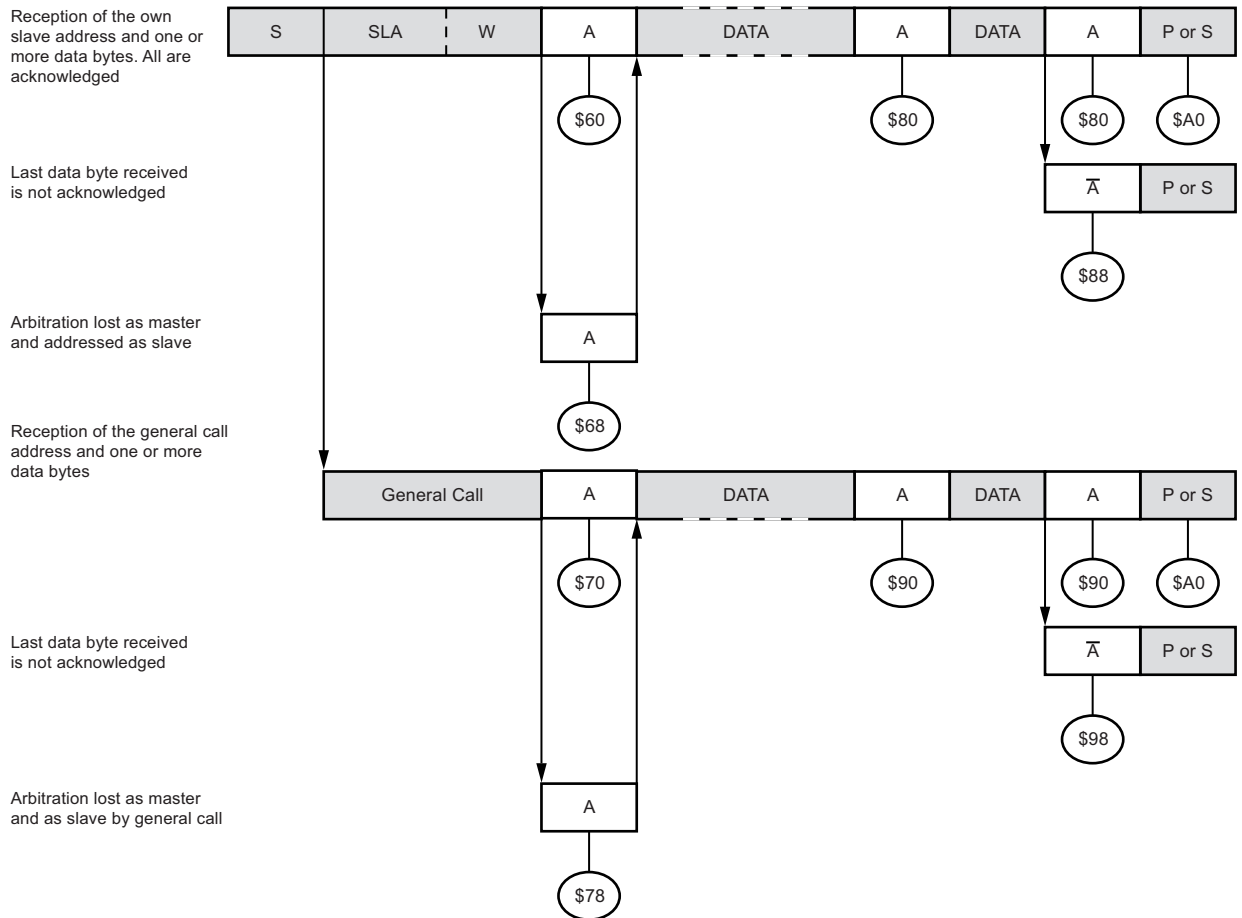 Reception of the own
slave address and one or
more data bytes. All are
acknowledged
S SLA W A DATA A DATA A P or S
$60 $80 $80 $A0
Last data byte received
is not acknowledged
A̅ P or S
$88
Arbitration lost as master
and addressed as slave
A
$68
Reception of the general call
address and one or more
data bytes
General Call A DATA A DATA A P or S
$70 $90 $90 $A0
Last data byte received
is not acknowledged
A̅ P or S
$98
Arbitration lost as master
and as slave by general call
A
$78